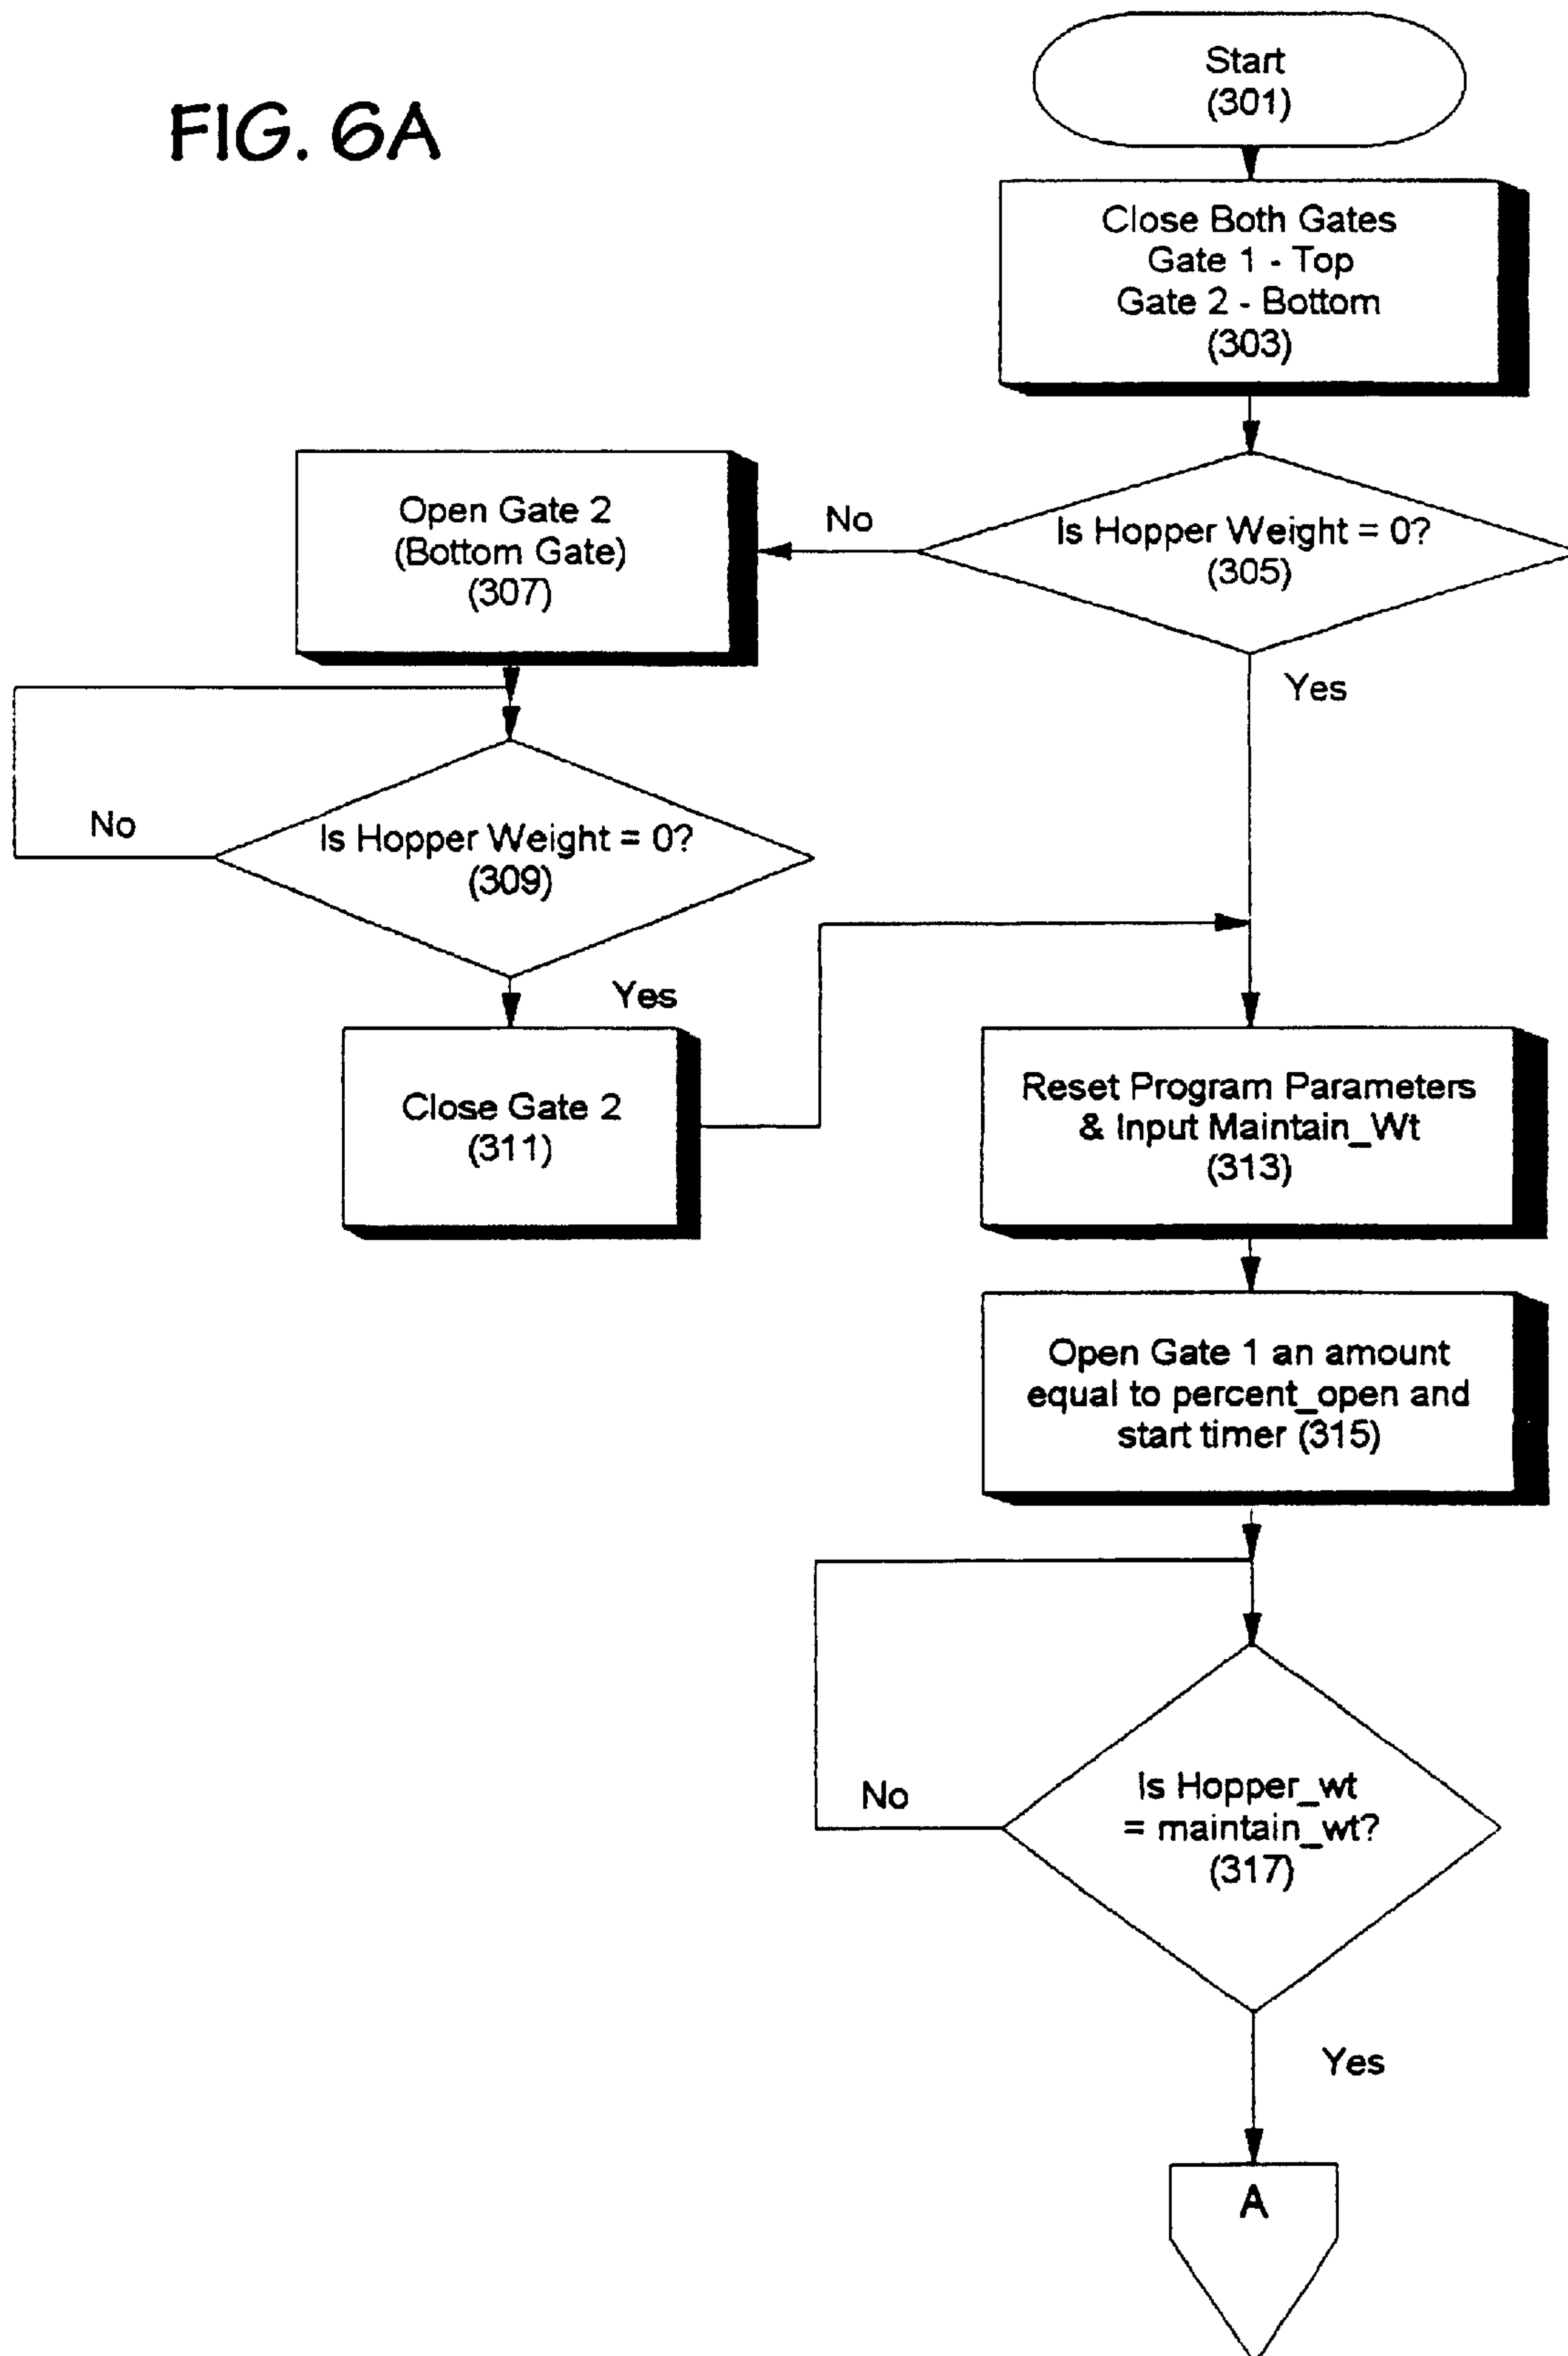 FIG. 6A
Start
(301)
Close Both Gates
Gate 1 - Top
Gate 2 - Bottom
(303)
Is Hopper Weight = 0?
(305)
No
Yes
Open Gate 2
(Bottom Gate)
(307)
Is Hopper Weight = 0?
(309)
No
Yes
Close Gate 2
(311)
Reset Program Parameters
& Input Maintain_Wt
(313)
Open Gate 1 an amount
equal to percent_open and
start timer (315)
Is Hopper_wt
= maintain_wt?
(317)
No
Yes
A